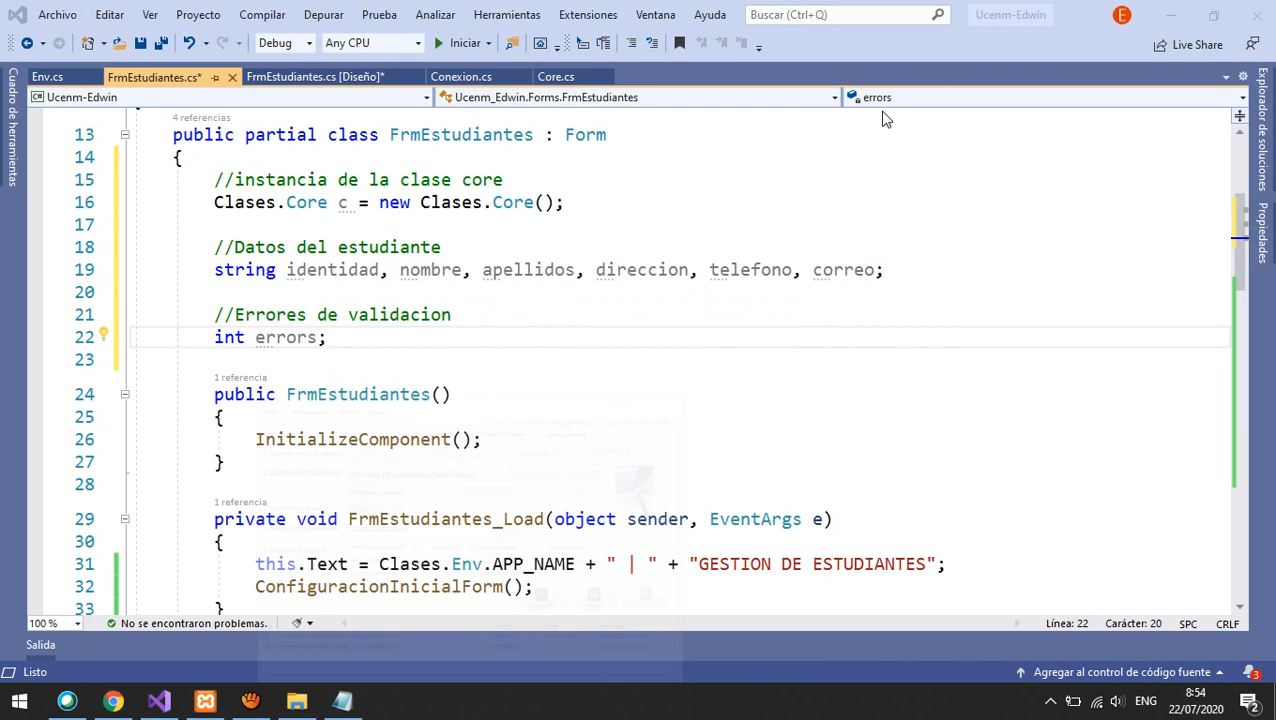 Archivo Editar Ver Proyecto Compilar Depurar Prueba Analizar Herramientas Extensiones Ventana Ayuda Buscar (Ctrl+Q) Ucenm-Edwin E
Debug Any CPU Iniciar Live Share
Env.cs FrmEstudiantes.cs* FrmEstudiantes.cs [Diseño]* Conexion.cs Core.cs
Ucenm-Edwin Ucenm_Edwin.Forms.FrmEstudiantes errors
Cuadro de herramientas
Explorador de soluciones
Propiedades
4 referencias
13 public partial class FrmEstudiantes : Form
14 {
15 //instancia de la clase core
16 Clases.Core c = new Clases.Core();
17
18 //Datos del estudiante
19 string identidad, nombre, apellidos, direccion, telefono, correo;
20
21 //Errores de validacion
22 int errors;
23
1 referencia
24 public FrmEstudiantes()
25 {
26 InitializeComponent();
27 }
28
1 referencia
29 private void FrmEstudiantes_Load(object sender, EventArgs e)
30 {
31 this.Text = Clases.Env.APP_NAME + " | " + "GESTION DE ESTUDIANTES";
32 ConfiguracionInicialForm();
33 }
100 % No se encontraron problemas. Línea: 22 Carácter: 20 SPC CRLF
Salida
Listo Agregar al control de código fuente 3
ENG 8:54
22/07/2020 2